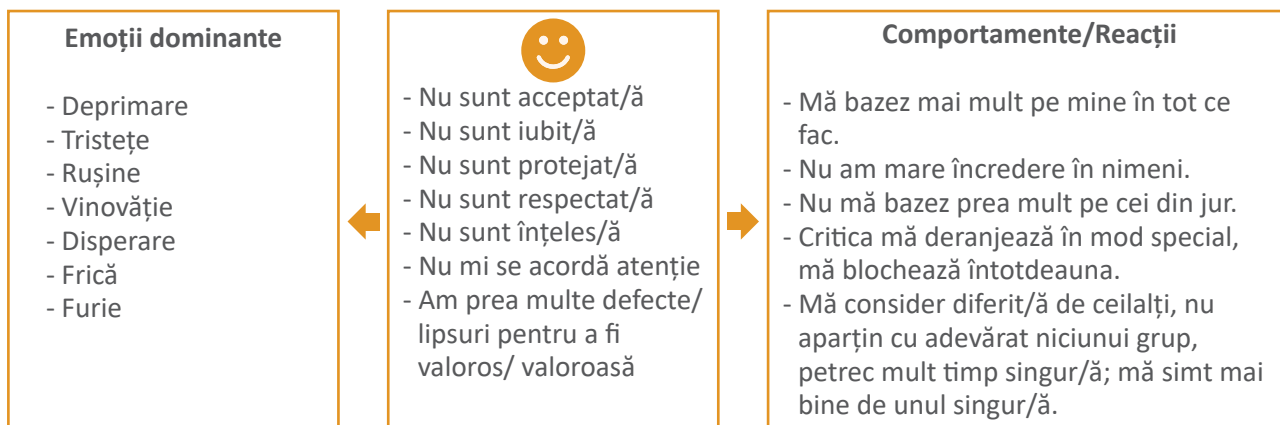 Emoții dominante
- Deprimare
- Tristețe
- Rușine
- Vinovăție
- Disperare
- Frică
- Furie
- Nu sunt acceptat/ă
- Nu sunt iubit/ă
- Nu sunt protejat/ă
- Nu sunt respectat/ă
- Nu sunt înțeles/ă
- Nu mi se acordă atenție
- Am prea multe defecte/
lipsuri pentru a fi
valoros/ valoroasă
Comportamente/Reacții
- Mă bazez mai mult pe mine în tot ce
fac.
- Nu am mare încredere în nimeni.
- Nu mă bazez prea mult pe cei din jur.
- Critica mă deranjează în mod special,
mă blochează întotdeauna.
- Mă consider diferit/ă de ceilalți, nu
aparțin cu adevărat niciunui grup,
petrec mult timp singur/ă; mă simt mai
bine de unul singur/ă.